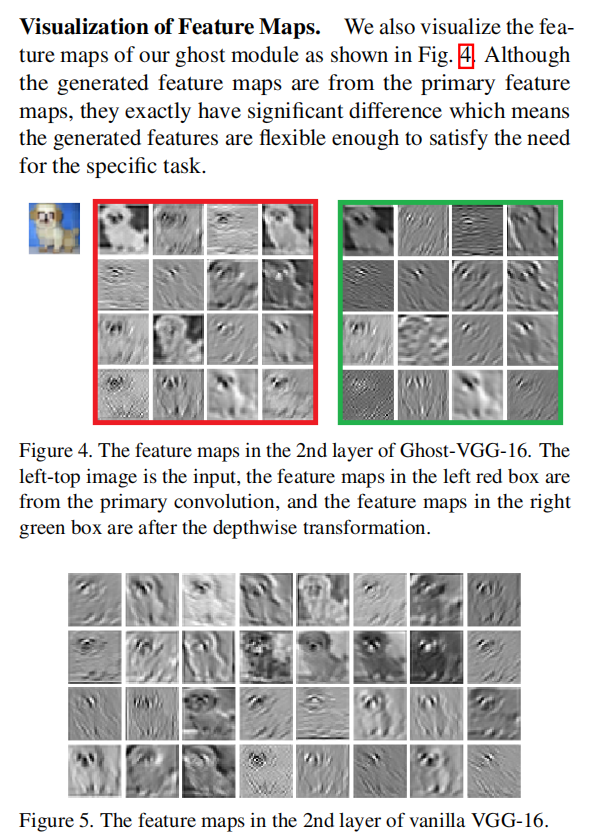 Visualization of Feature Maps. We also visualize the fea-
ture maps of our ghost module as shown in Fig. 4. Although
the generated feature maps are from the primary feature
maps, they exactly have significant difference which means
the generated features are flexible enough to satisfy the need
for the specific task.
Figure 4. The feature maps in the 2nd layer of Ghost-VGG-16. The
left-top image is the input, the feature maps in the left red box are
from the primary convolution, and the feature maps in the right
green box are after the depthwise transformation.
Figure 5. The feature maps in the 2nd layer of vanilla VGG-16.